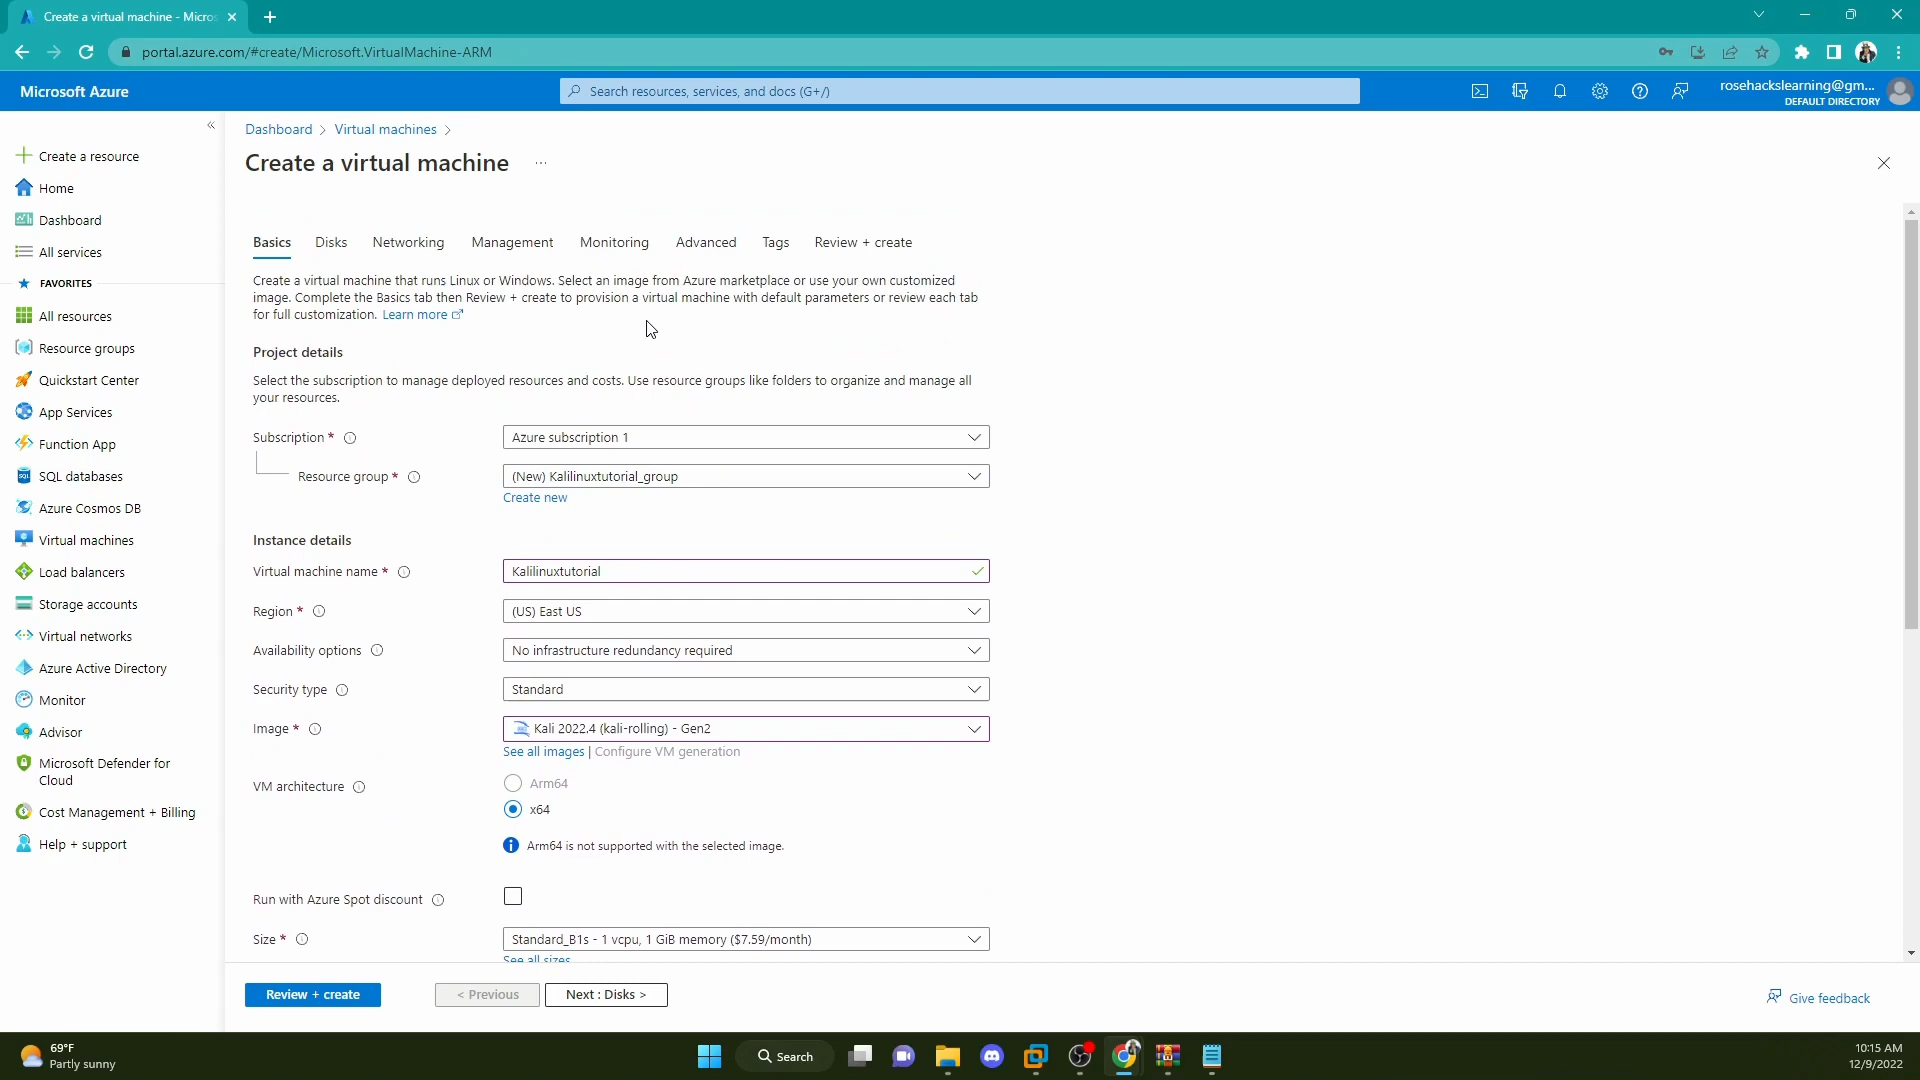 Create a virtual machine - Micros
portal.azure.com/#create/Microsoft.VirtualMachine-ARM
Microsoft Azure
Search resources, services, and docs (G+/)
rosehackslearning@gm...
DEFAULT DIRECTORY
Create a resource
Home
Dashboard
All services
FAVORITES
All resources
Resource groups
Quickstart Center
App Services
Function App
SQL databases
Azure Cosmos DB
Virtual machines
Load balancers
Storage accounts
Virtual networks
Azure Active Directory
Monitor
Advisor
Microsoft Defender for
Cloud
Cost Management + Billing
Help + support
Dashboard > Virtual machines >
Create a virtual machine ...
Basics Disks Networking Management Monitoring Advanced Tags Review + create
Create a virtual machine that runs Linux or Windows. Select an image from Azure marketplace or use your own customized
image. Complete the Basics tab then Review + create to provision a virtual machine with default parameters or review each tab
for full customization. Learn more
Project details
Select the subscription to manage deployed resources and costs. Use resource groups like folders to organize and manage all
your resources.
Subscription * Azure subscription 1
Resource group * (New) Kalilinuxtutorial_group
Create new
Instance details
Virtual machine name * Kalilinuxtutorial
Region * (US) East US
Availability options No infrastructure redundancy required
Security type Standard
Image * Kali 2022.4 (kali-rolling) - Gen2
See all images | Configure VM generation
VM architecture Arm64
x64
Arm64 is not supported with the selected image.
Run with Azure Spot discount
Size * Standard_B1s - 1 vcpu, 1 GiB memory ($7.59/month)
See all sizes
Review + create < Previous Next : Disks >
Give feedback
69°F
Partly sunny
Search
10:15 AM
12/9/2022